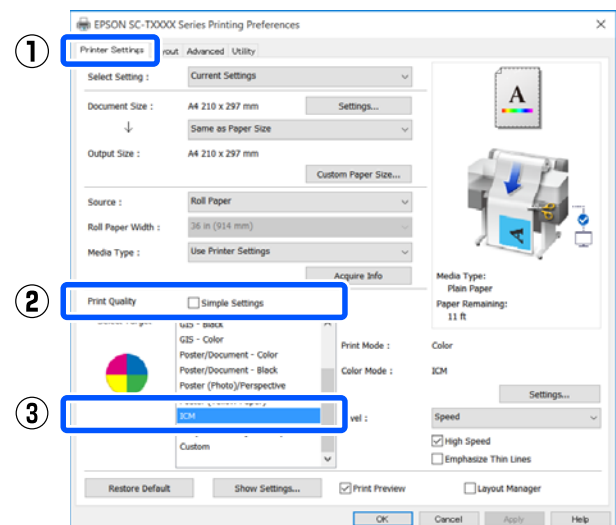 EPSON SC-TXXXX Series Printing Preferences
1
Printer Settings yout Advanced Utility
Select Setting : Current Settings
Document Size : A4 210 x 297 mm Settings...
Same as Paper Size
Output Size : A4 210 x 297 mm
Custom Paper Size...
Source : Roll Paper
Roll Paper Width : 36 in (914 mm)
Media Type : Use Printer Settings
Acquire Info
A
Media Type:
Plain Paper
Paper Remaining:
11 ft
2
Print Quality Simple Settings
GIS - Black
GIS - Color
Poster/Document - Color
Poster/Document - Black
Poster (Photo)/Perspective
3
ICM
Custom
Print Mode : Color
Color Mode : ICM
Settings...
vel : Speed
High Speed
Emphasize Thin Lines
Restore Default Show Settings... Print Preview Layout Manager
OK Cancel Apply Help